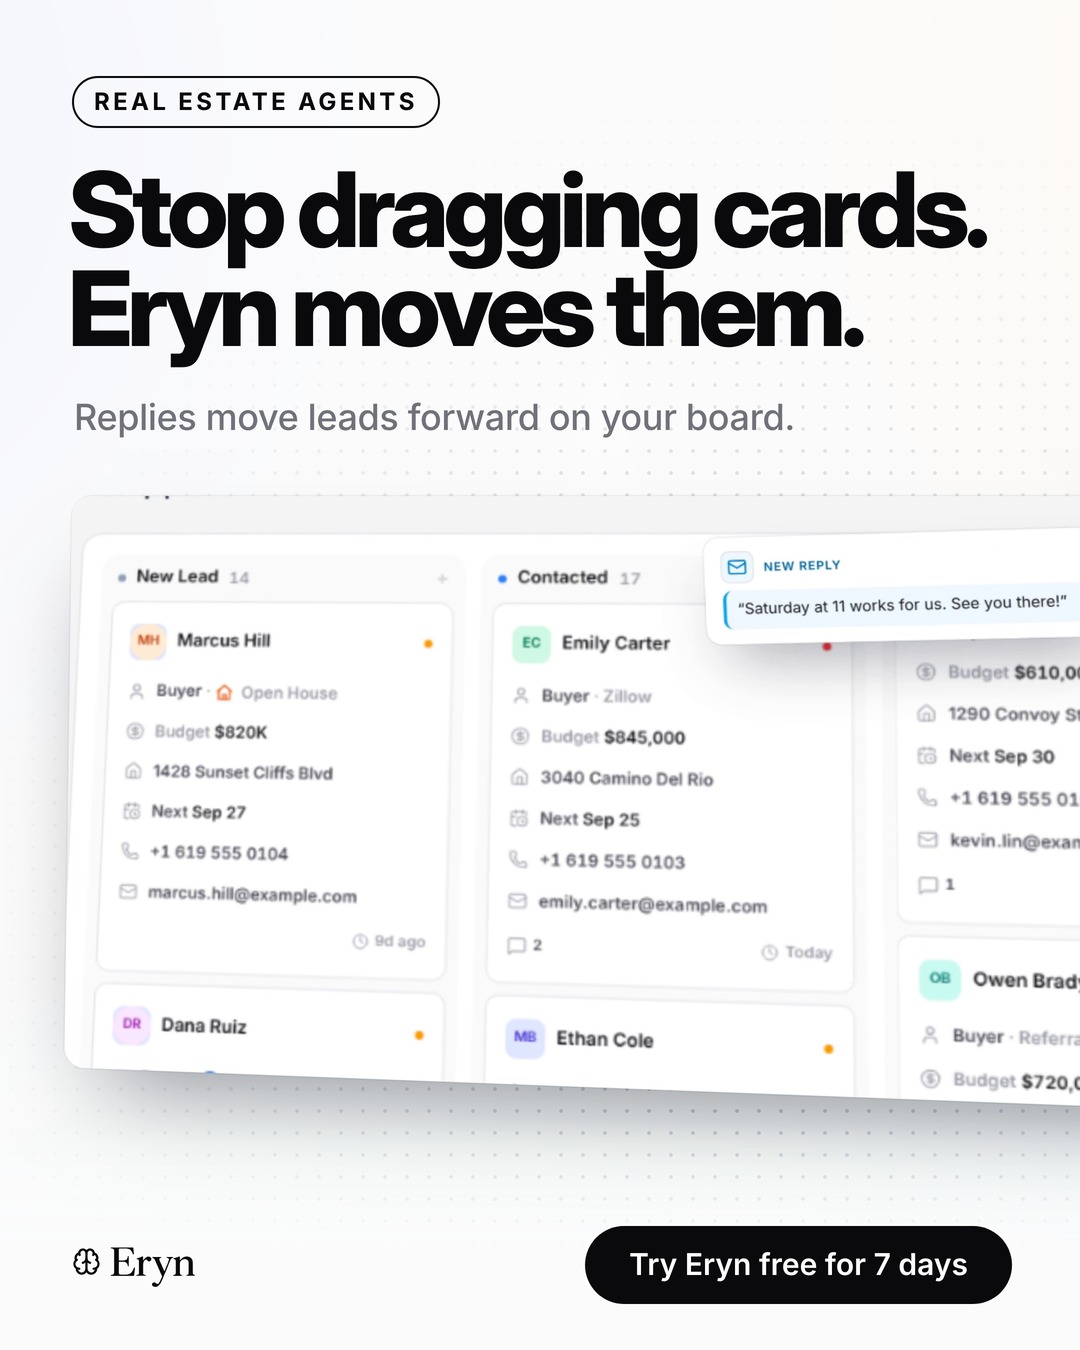 REAL ESTATE AGENTS
Stop dragging cards.
Eryn moves them.
Replies move leads forward on your board.
New Lead 14 +
MH Marcus Hill
Buyer · Open House
Budget $820K
1428 Sunset Cliffs Blvd
Next Sep 27
+1 619 555 0104
marcus.hill@example.com
9d ago
DR Dana Ruiz
Contacted 17
EC Emily Carter
Buyer · Zillow
Budget $845,000
3040 Camino Del Rio
Next Sep 25
+1 619 555 0103
emily.carter@example.com
2 Today
MB Ethan Cole
NEW REPLY
“Saturday at 11 works for us. See you there!”
Budget $610,00
1290 Convoy St
Next Sep 30
+1 619 555 01
kevin.lin@exam
1
OB Owen Brady
Buyer · Referra
Budget $720,0
Eryn
Try Eryn free for 7 days